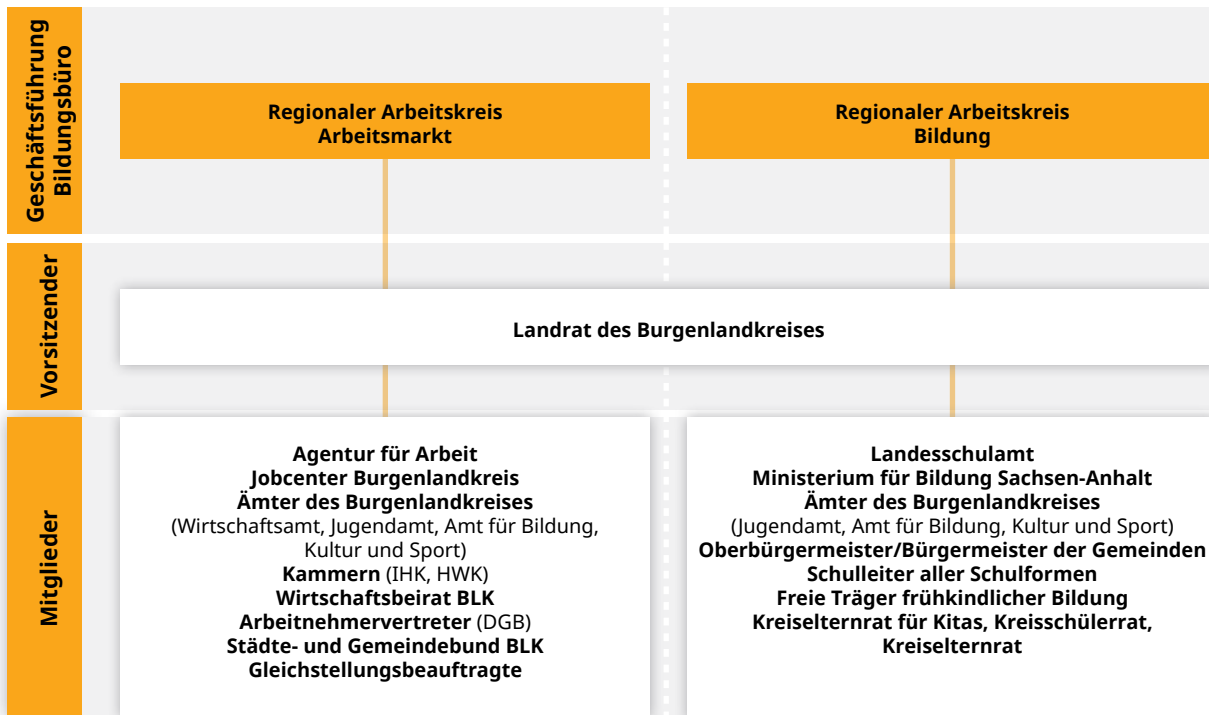 Geschäftsführung
Bildungsbüro
Regionaler Arbeitskreis
Arbeitsmarkt
Regionaler Arbeitskreis
Bildung
Vorsitzender
Landrat des Burgenlandkreises
Mitglieder
Agentur für Arbeit
Jobcenter Burgenlandkreis
Ämter des Burgenlandkreises
(Wirtschaftsamt, Jugendamt, Amt für Bildung,
Kultur und Sport)
Kammern (IHK, HWK)
Wirtschaftsbeirat BLK
Arbeitnehmervertreter (DGB)
Städte- und Gemeindebund BLK
Gleichstellungsbeauftragte
Landesschulamt
Ministerium für Bildung Sachsen-Anhalt
Ämter des Burgenlandkreises
(Jugendamt, Amt für Bildung, Kultur und Sport)
Oberbürgermeister/Bürgermeister der Gemeinden
Schulleiter aller Schulformen
Freie Träger frühkindlicher Bildung
Kreiselternrat für Kitas, Kreisschülerrat,
Kreiselternrat